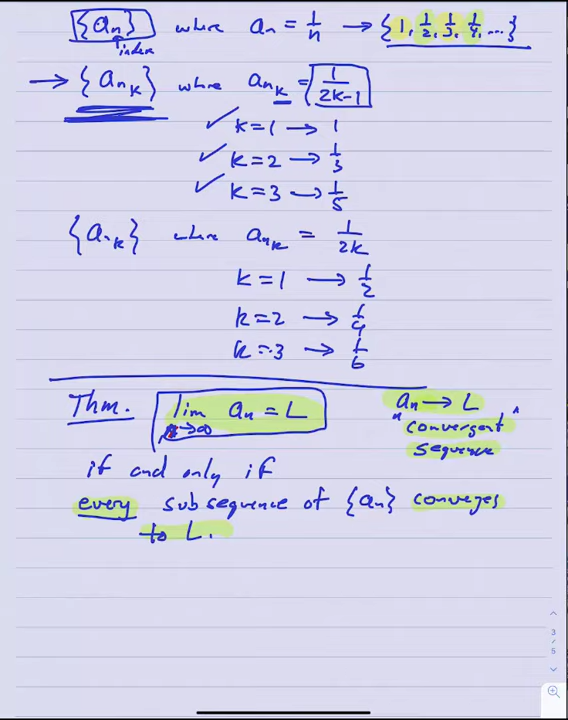 {aₙ} where aₙ = 1/n → {1, 1/2, 1/3, 1/4, ...}
index
→ {aₙₖ} where aₙₖ = 1/(2k-1)
✓ k=1 → 1
✓ k=2 → 1/3
✓ k=3 → 1/5
{aₙₖ} where aₙₖ = 1/2k
k=1 → 1/2
k=2 → 1/4
k=3 → 1/6
Thm. lim aₙ = L
n→∞
aₙ → L
"convergent"
sequence
if and only if
every subsequence of {aₙ} converges
to L.
3
/
5